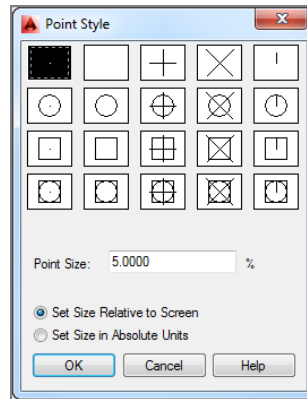 Point Style
Point Size: 5.0000 %
Set Size Relative to Screen
Set Size in Absolute Units
OK Cancel Help